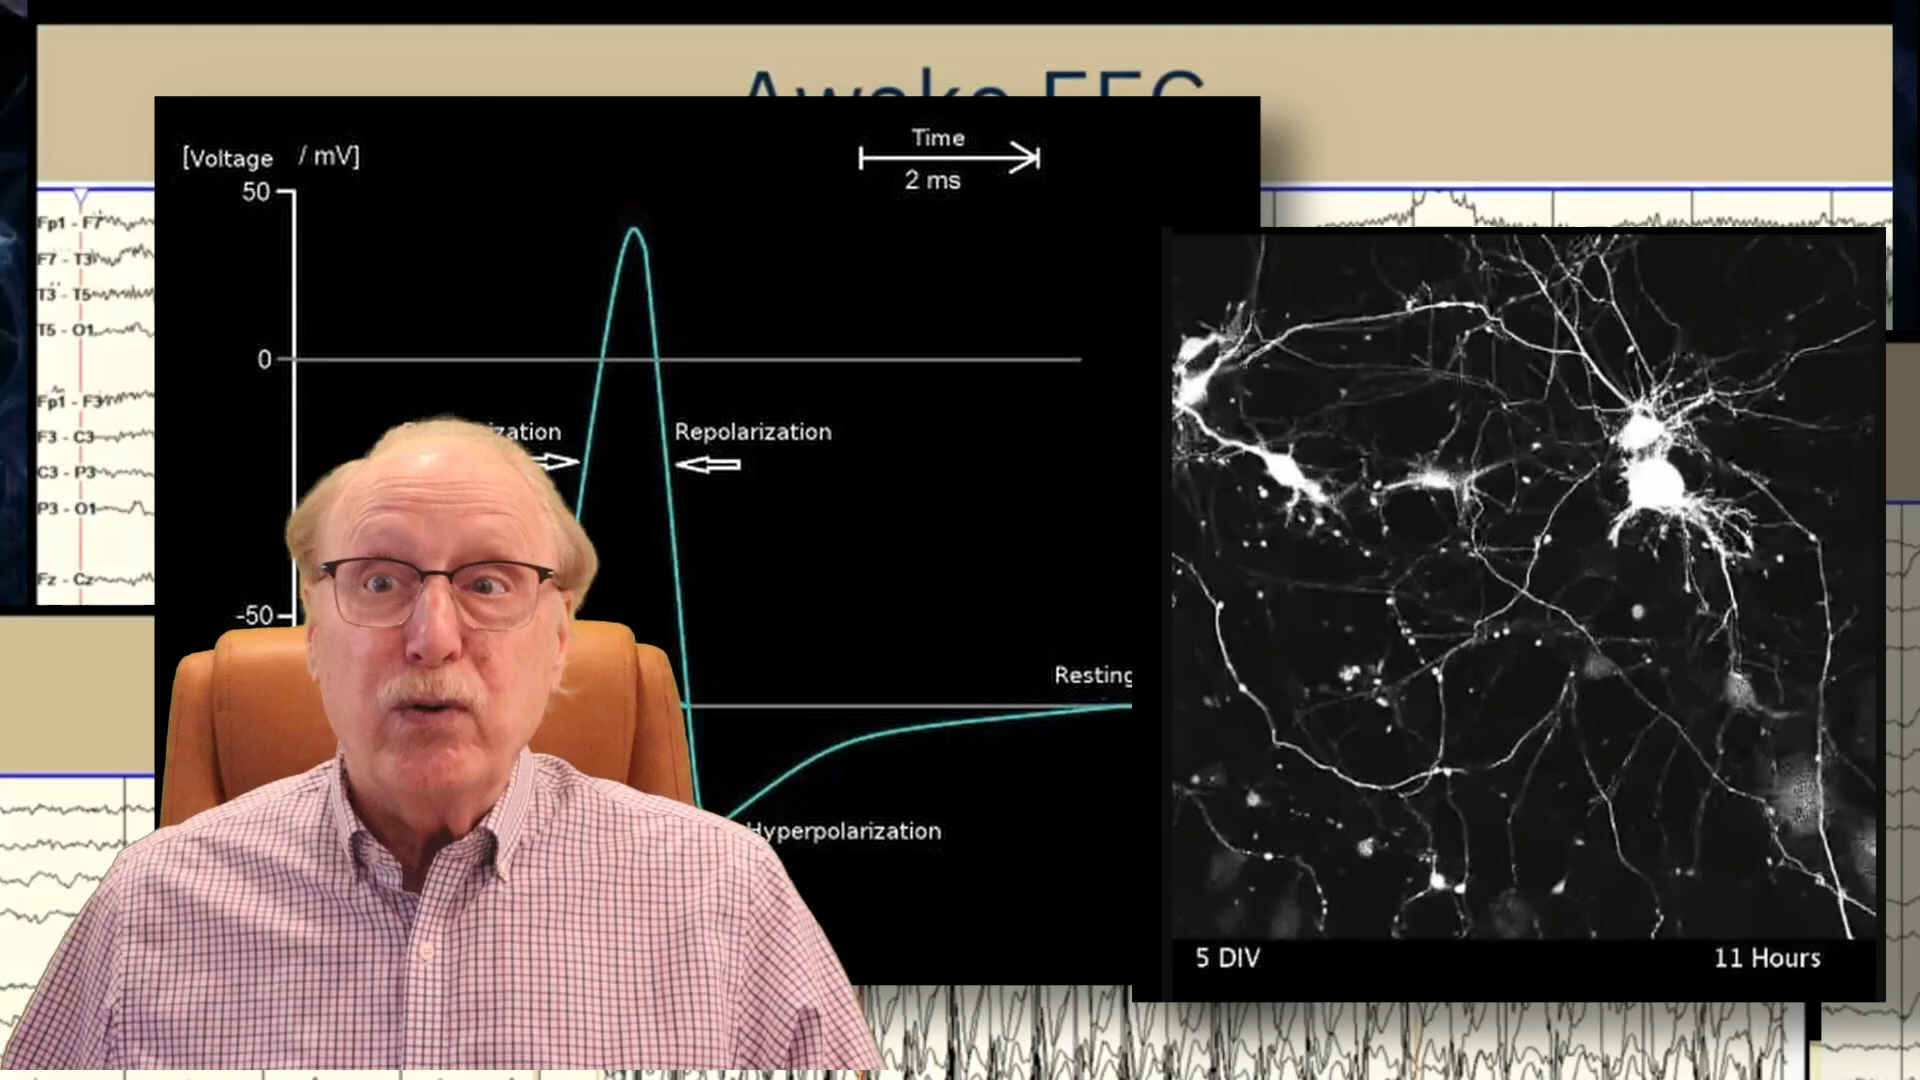 Awake EEG
[Voltage / mV]
Time
2 ms
50
0
-50
Repolarization
Resting
Hyperpolarization
Fp1 - F7
F7 - T3
T3 - T5
T5 - O1
Fp1 - F3
F3 - C3
C3 - P3
P3 - O1
Fz - Cz
5 DIV
11 Hours